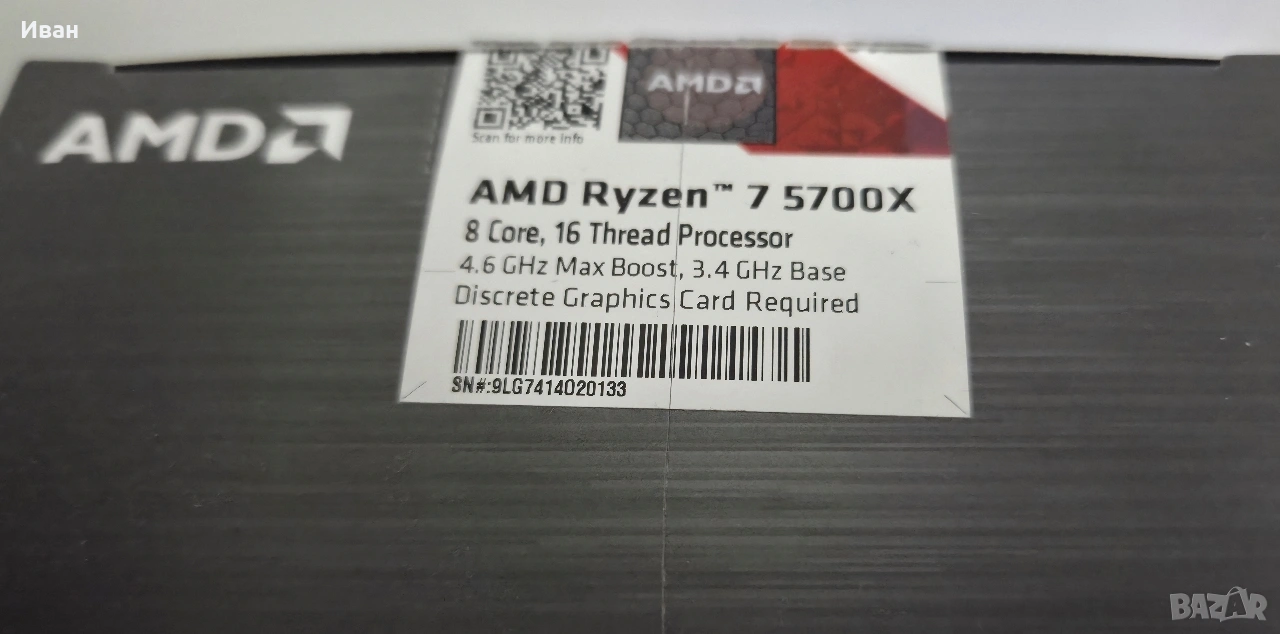 Иван
AMD
Scan for more info
AMD
AMD Ryzen™ 7 5700X
8 Core, 16 Thread Processor
4.6 GHz Max Boost, 3.4 GHz Base
Discrete Graphics Card Required
SN#:9LG7414020133
BAZAR